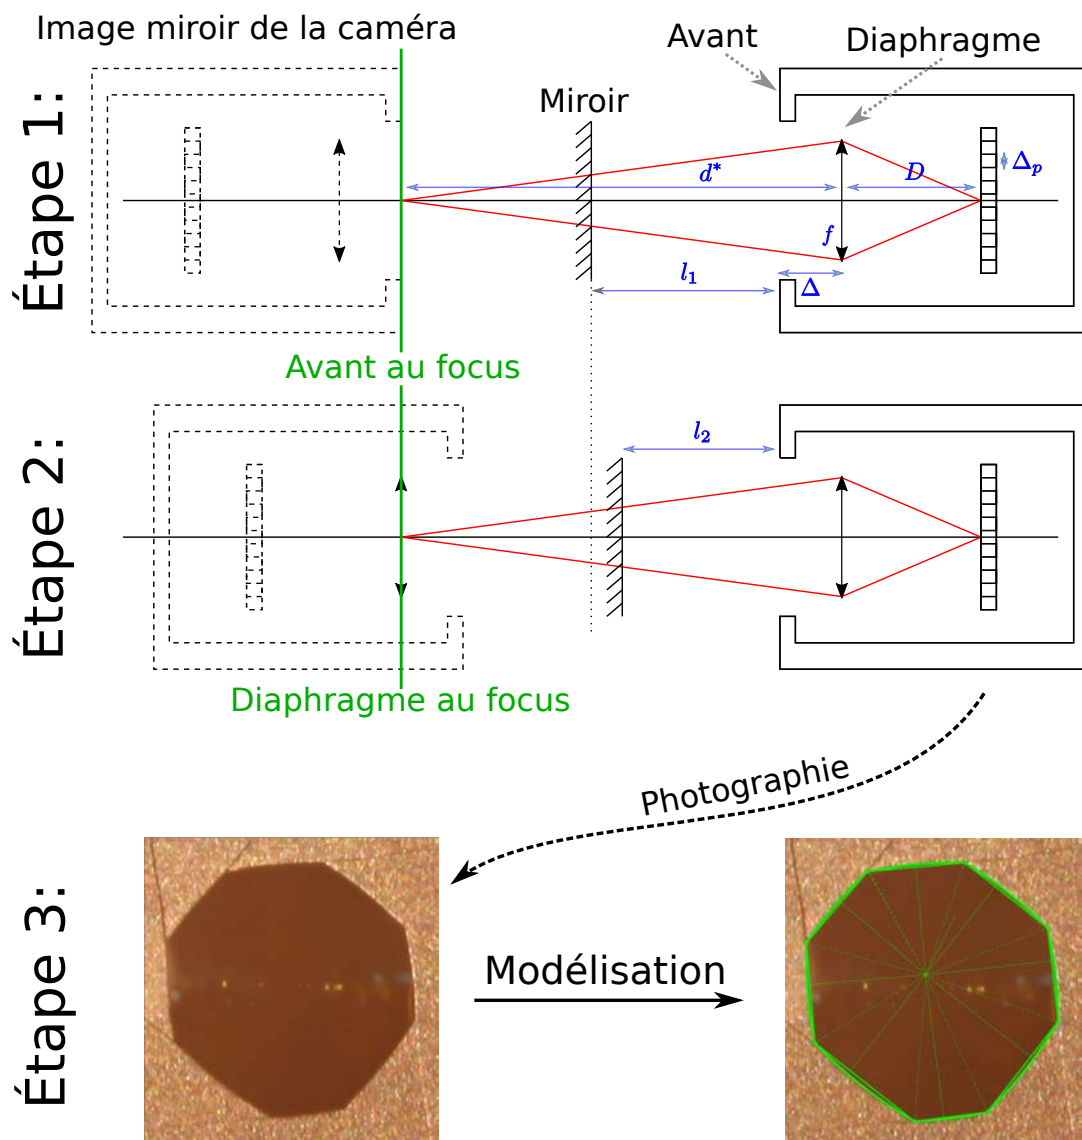 Image miroir de la caméra
Avant
Diaphragme
Étape 1:
Miroir
d*
D
Δp
f
l1
Δ
Avant au focus
Étape 2:
l2
Diaphragme au focus
Photographie
Étape 3:
Modélisation